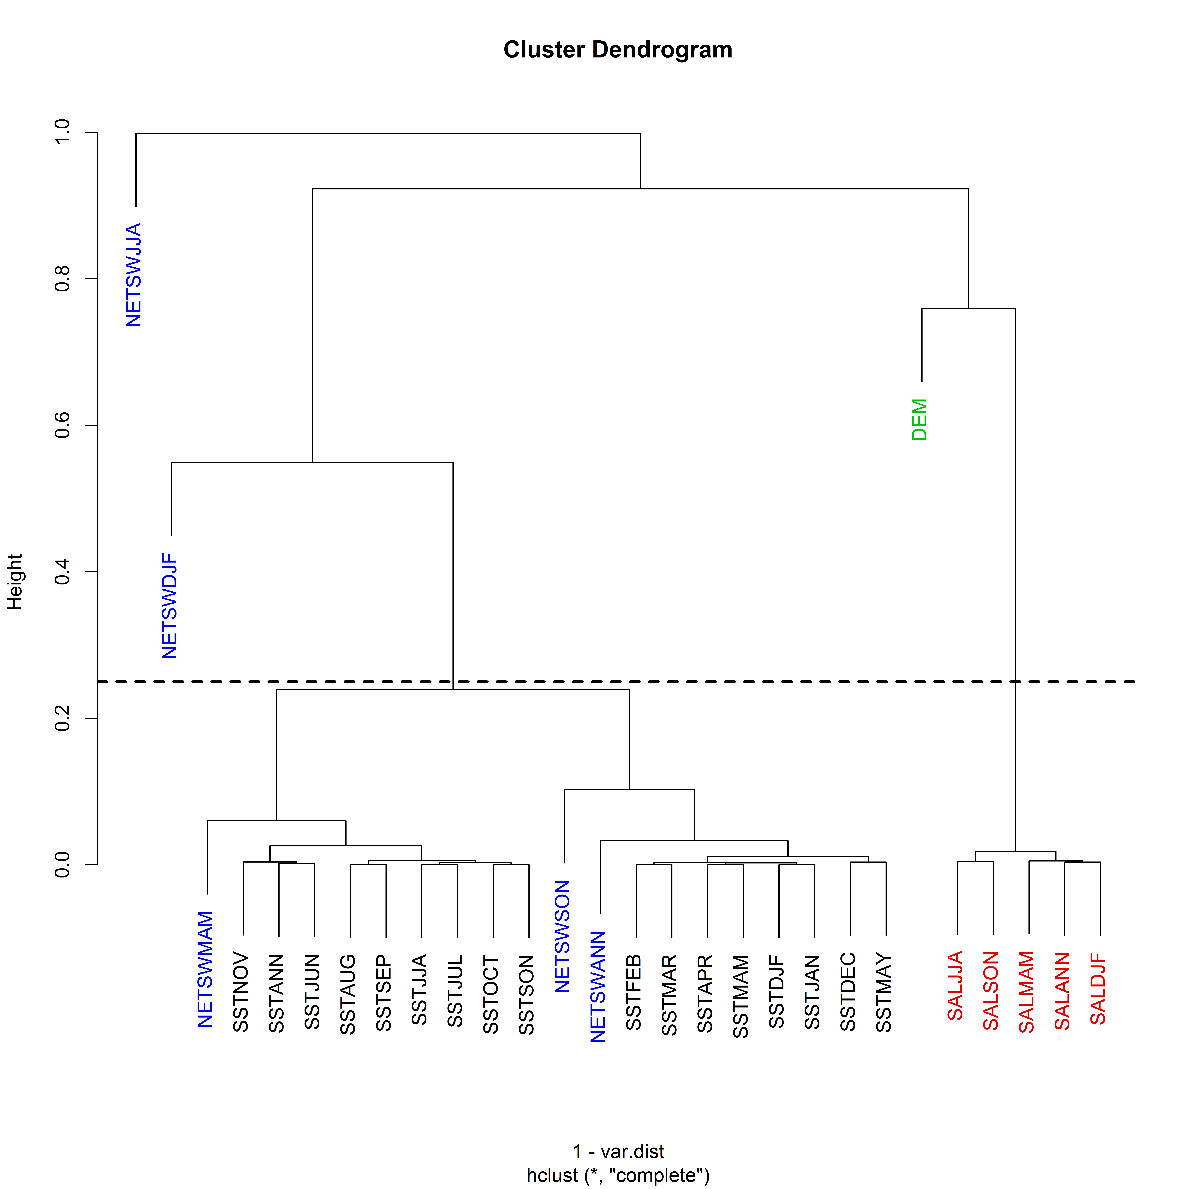 Cluster Dendrogram
Height
1.0
0.8
0.6
0.4
0.2
0.0
NETSWJJA
NETSWDJF
NETSWMAM
SSTNOV
SSTANN
SSTJUN
SSTAUG
SSTSEP
SSTJJA
SSTJUL
SSTOCT
SSTSON
NETSWSON
NETSWANN
SSTFEB
SSTMAR
SSTAPR
SSTMAM
SSTDJF
SSTJAN
SSTDEC
SSTMAY
DEM
SALJJA
SALSON
SALMAM
SALANN
SALDJF
1 - var.dist
hclust (*, "complete")